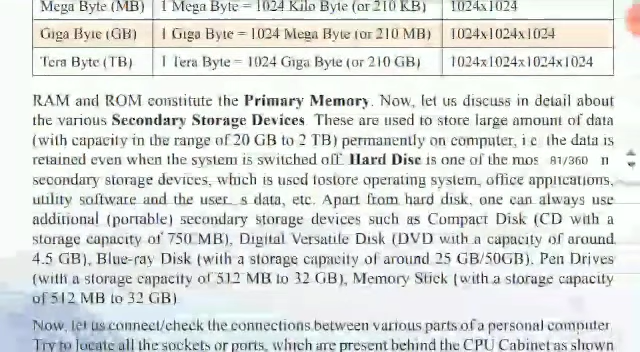 Mega Byte (MB) 1 Mega Byte = 1024 Kilo Byte (or 210 KB) 1024x1024
Giga Byte (GB) 1 Giga Byte = 1024 Mega Byte (or 210 MB) 1024x1024x1024
Tera Byte (TB) 1 Tera Byte = 1024 Giga Byte (or 210 GB) 1024x1024x1024x1024
RAM and ROM constitute the Primary Memory. Now, let us discuss in detail about
the various Secondary Storage Devices These are used to store large amount of data
(with capacity in the range of 20 GB to 2 TB) permanently on computer, i.e. the data is
retained even when the system is switched off. Hard Disc is one of the mos 81/360 n
secondary storage devices, which is used tostore operating system, office applications,
utility software and the user_s data, etc. Apart from hard disk, one can always use
additional (portable) secondary storage devices such as Compact Disk (CD with a
storage capacity of 750 MB), Digital Versatile Disk (DVD with a capacity of around
4.5 GB), Blue-ray Disk (with a storage capacity of around 25 GB/50GB), Pen Drives
(with a storage capacity of 512 MB to 32 GB), Memory Stick (with a storage capacity
of 512 MB to 32 GB)
Now, let us connect/check the connections between various parts of a personal computer
Try to locate all the sockets or ports, which are present behind the CPU Cabinet as shown